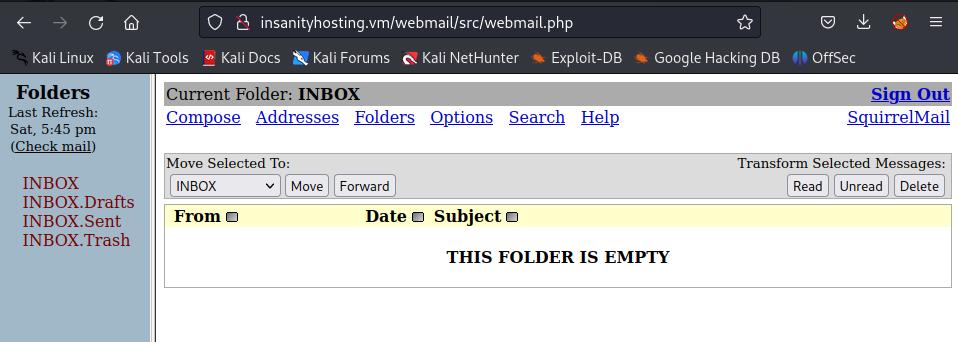 insanityhosting.vm/webmail/src/webmail.php
Kali Linux Kali Tools Kali Docs Kali Forums Kali NetHunter Exploit-DB Google Hacking DB OffSec
Folders
Last Refresh:
Sat, 5:45 pm
(Check mail)
INBOX
INBOX.Drafts
INBOX.Sent
INBOX.Trash
Current Folder: INBOX Sign Out
Compose Addresses Folders Options Search Help SquirrelMail
Move Selected To: Transform Selected Messages:
INBOX Move Forward Read Unread Delete
From Date Subject
THIS FOLDER IS EMPTY